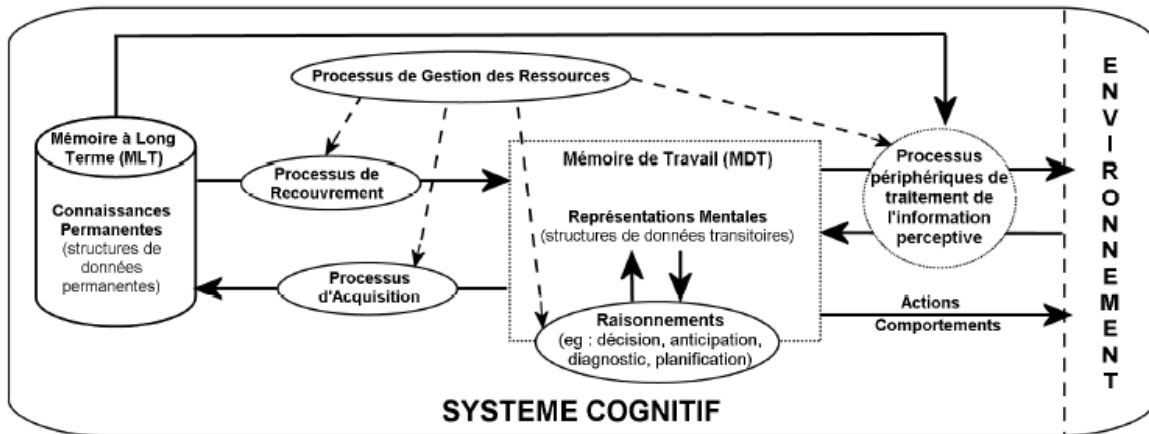 Processus de Gestion des Ressources
Mémoire à Long
Terme (MLT)
Connaissances
Permanentes
(structures de
données
permanentes)
Processus de
Recouvrement
Processus
d'Acquisition
Mémoire de Travail (MDT)
Représentations Mentales
(structures de données transitoires)
Raisonnements
(eg : décision, anticipation,
diagnostic, planification)
Processus
périphériques de
traitement de
l'information
perceptive
Actions
Comportements
ENVIRONNEMENT
SYSTEME COGNITIF